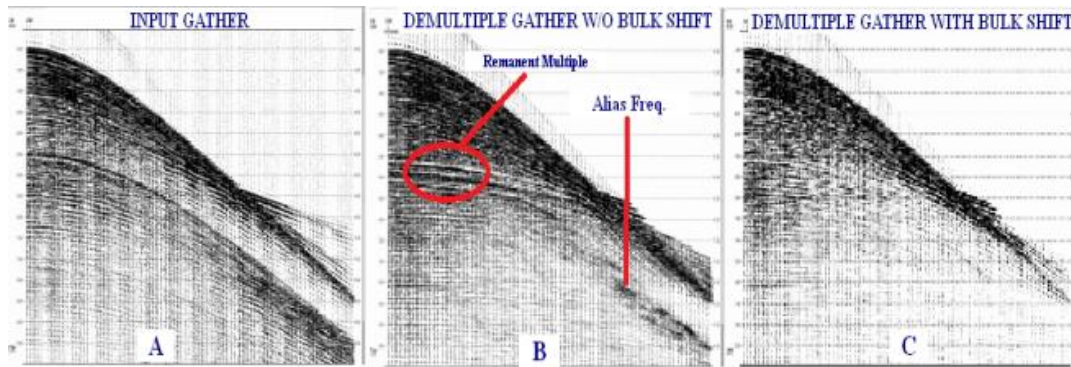 INPUT GATHER
DEMULTIPLE GATHER W/O BULK SHIFT
DEMULTIPLE GATHER WITH BULK SHIFT
Remanent Multiple
Alias Freq.
A
B
C